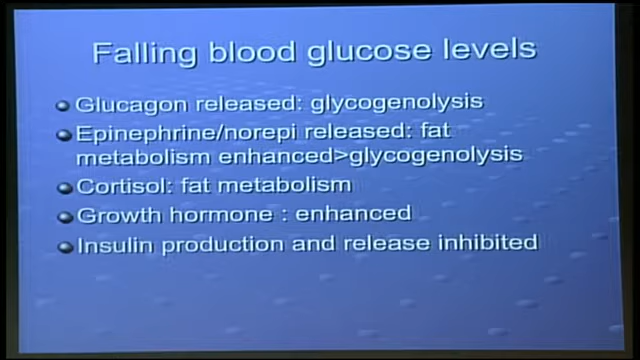 Falling blood glucose levels
Glucagon released: glycogenolysis
Epinephrine/norepi released: fat
metabolism enhanced>glycogenolysis
Cortisol: fat metabolism
Growth hormone : enhanced
Insulin production and release inhibited